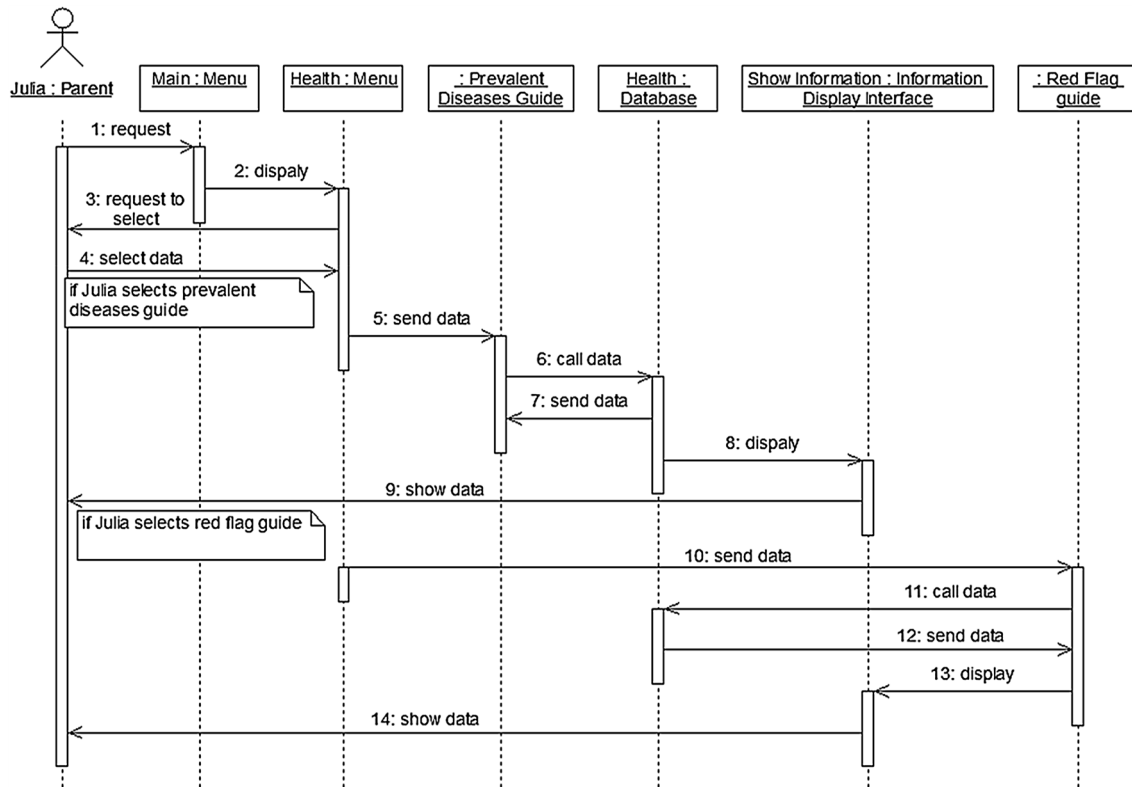 Julia : Parent
Main : Menu
Health : Menu
: Prevalent
Diseases Guide
Health :
Database
Show Information : Information
Display Interface
: Red Flag
guide
1: request
2: dispaly
3: request to
select
4: select data
if Julia selects prevalent
diseases guide
5: send data
6: call data
7: send data
8: dispaly
9: show data
if Julia selects red flag guide
10: send data
11: call data
12: send data
13: display
14: show data